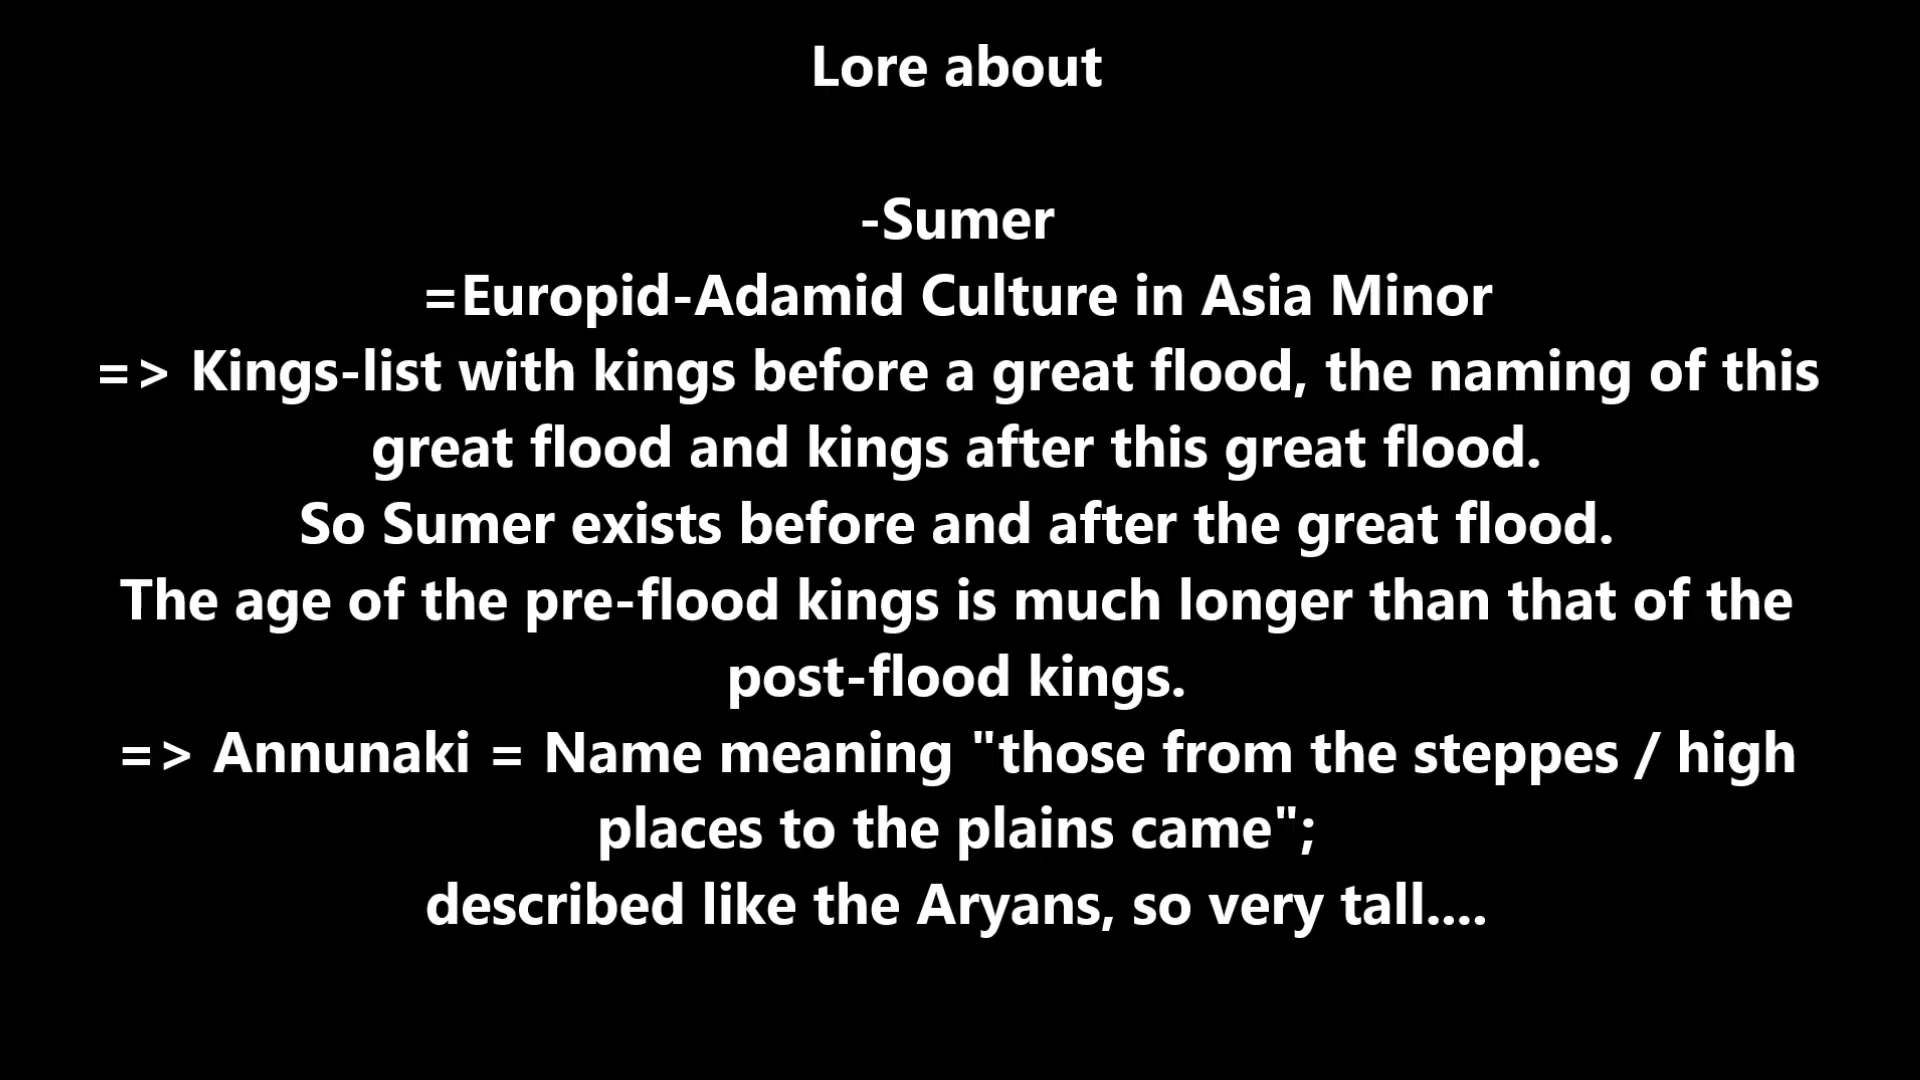 Lore about
-Sumer
=Europid-Adamid Culture in Asia Minor
=> Kings-list with kings before a great flood, the naming of this
great flood and kings after this great flood.
So Sumer exists before and after the great flood.
The age of the pre-flood kings is much longer than that of the
post-flood kings.
=> Annunaki = Name meaning "those from the steppes / high
places to the plains came";
described like the Aryans, so very tall....